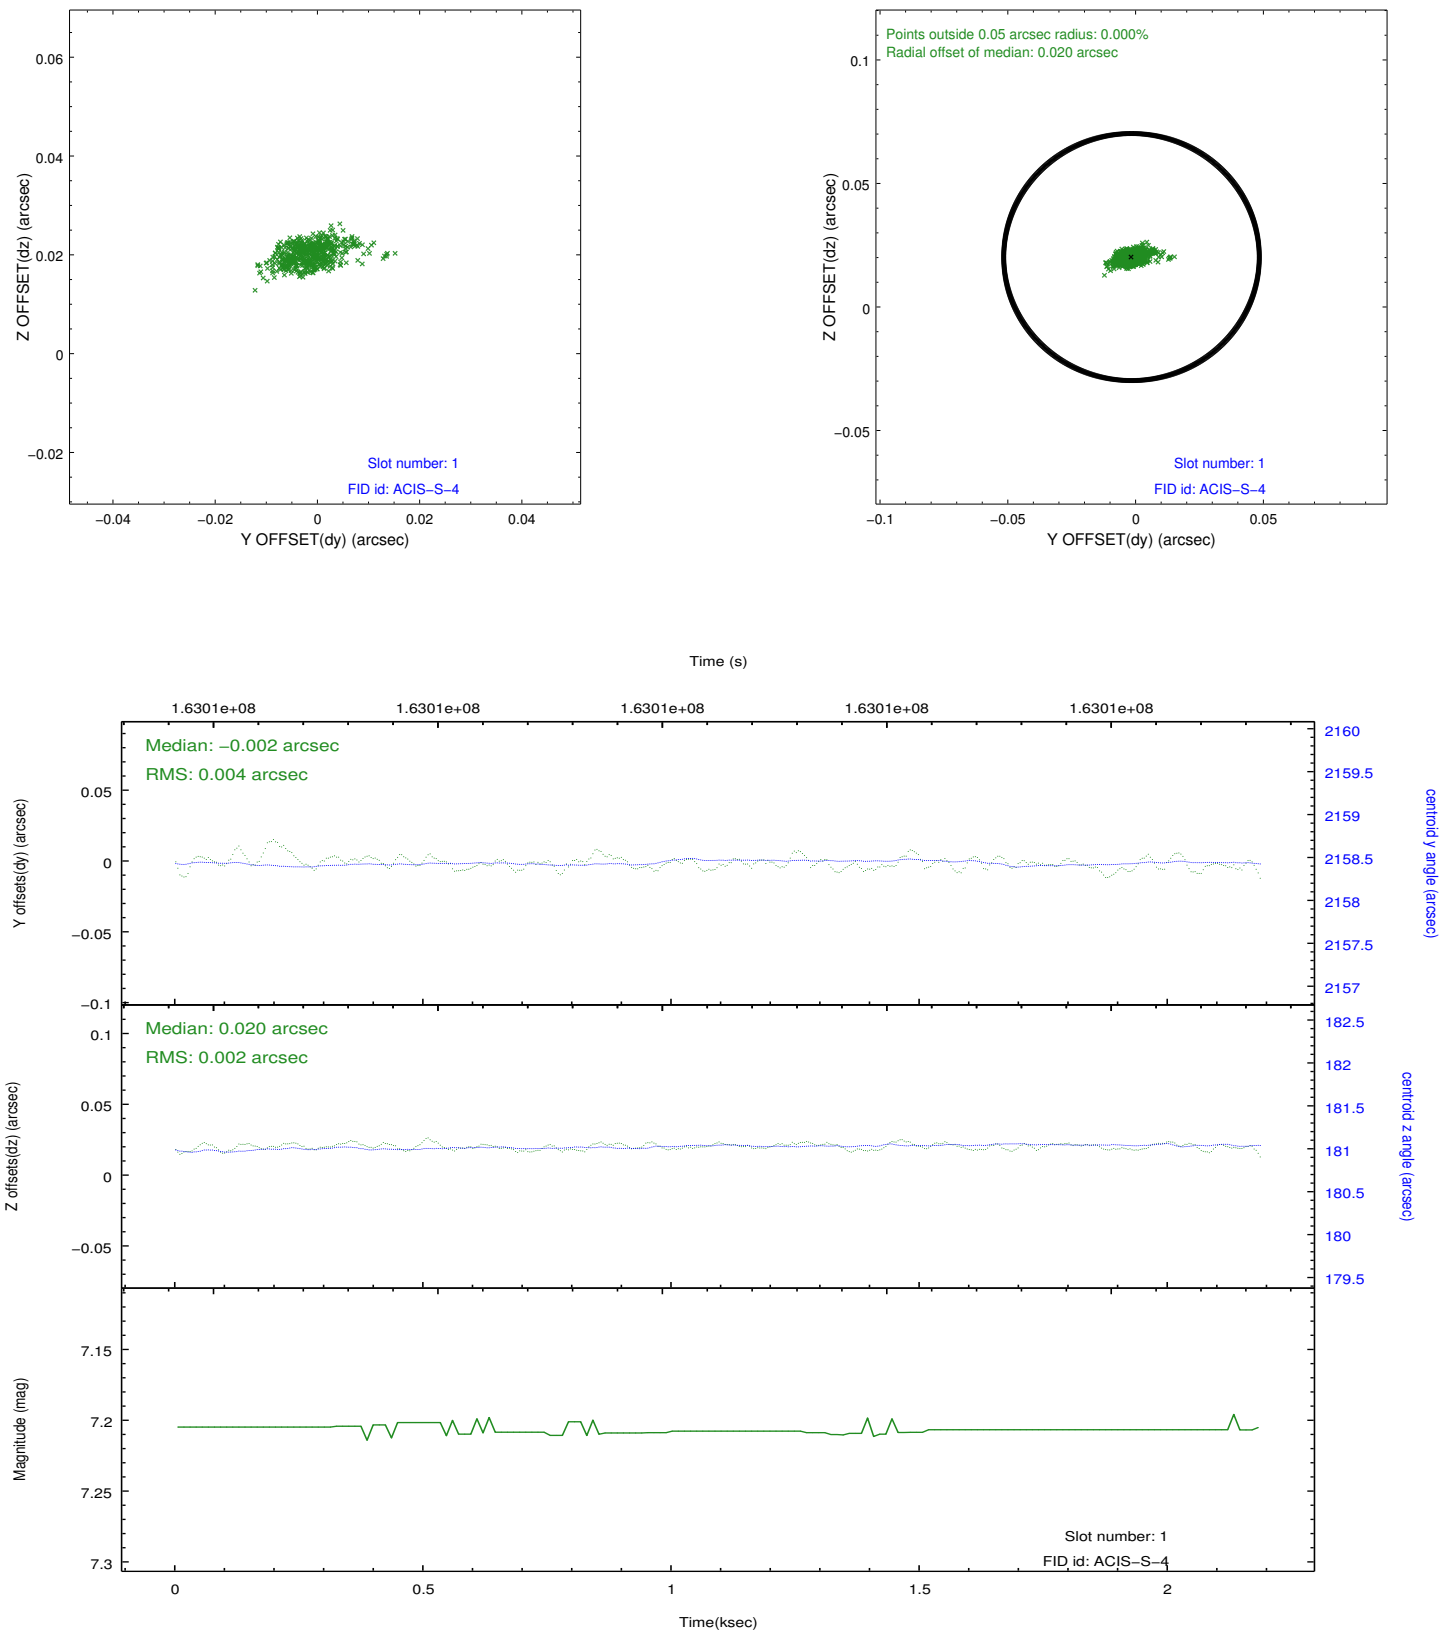 0.06
0.04
0.02
0
−0.02
Z OFFSET(dz) (arcsec)
Slot number: 1
FID id: ACIS−S−4
−0.04 −0.02 0 0.02 0.04
Y OFFSET(dy) (arcsec)
Points outside 0.05 arcsec radius: 0.000%
Radial offset of median: 0.020 arcsec
0.1
0.05
0
−0.05
Z OFFSET(dz) (arcsec)
Slot number: 1
FID id: ACIS−S−4
−0.1 −0.05 0 0.05
Y OFFSET(dy) (arcsec)
Time (s)
1.6301e+08 1.6301e+08 1.6301e+08 1.6301e+08 1.6301e+08
Median: −0.002 arcsec
RMS: 0.004 arcsec
0.05
0
−0.05
−0.1
Y offsets(dy) (arcsec)
2160
2159.5
2159
2158.5
2158
2157.5
2157
centroid y angle (arcsec)
Median: 0.020 arcsec
RMS: 0.002 arcsec
0.1
0.05
0
−0.05
Z offsets(dz) (arcsec)
182.5
182
181.5
181
180.5
180
179.5
centroid z angle (arcsec)
7.15
7.2
7.25
7.3
Magnitude (mag)
Slot number: 1
FID id: ACIS−S−4
0 0.5 1 1.5 2
Time(ksec)